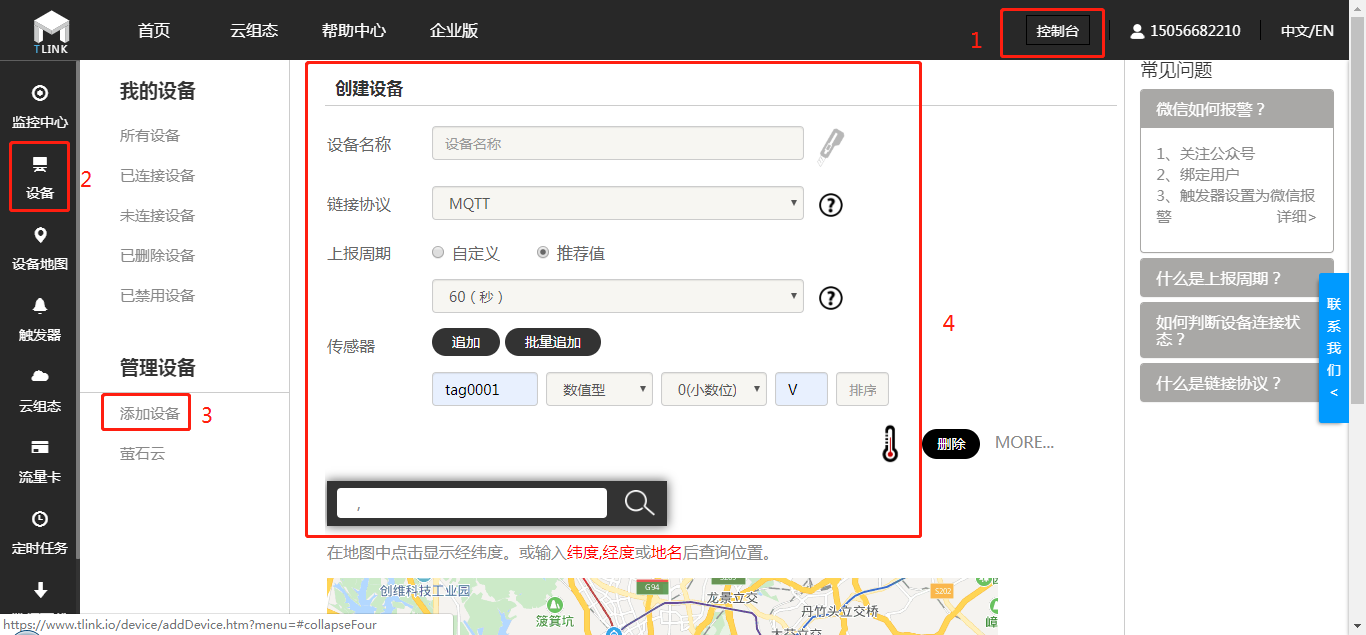 TLINK
首页
云组态
帮助中心
企业版
1
控制台
15056682210
中文/EN
监控中心
设备
2
设备地图
触发器
云组态
流量卡
定时任务
我的设备
所有设备
已连接设备
未连接设备
已删除设备
已禁用设备
管理设备
添加设备
3
萤石云
创建设备
设备名称
设备名称
链接协议
MQTT
?
上报周期
自定义
推荐值
60 ( 秒 )
?
传感器
追加
批量追加
tag0001
数值型
0(小数位)
V
排序
删除
MORE...
4
,
在地图中点击显示经纬度。或输入纬度,经度或地名后查询位置。
创维科技工业园
G94
龙景立交
S202
菠萁坑
丹竹头立交桥
常见问题
微信如何报警？
1、关注公众号
2、绑定用户
3、触发器设置为微信报
警
详细>
什么是上报周期？
如何判断设备连接状
态？
什么是链接协议？
联
系
我
们
<
https://www.tlink.io/device/addDevice.htm?menu=#collapseFour